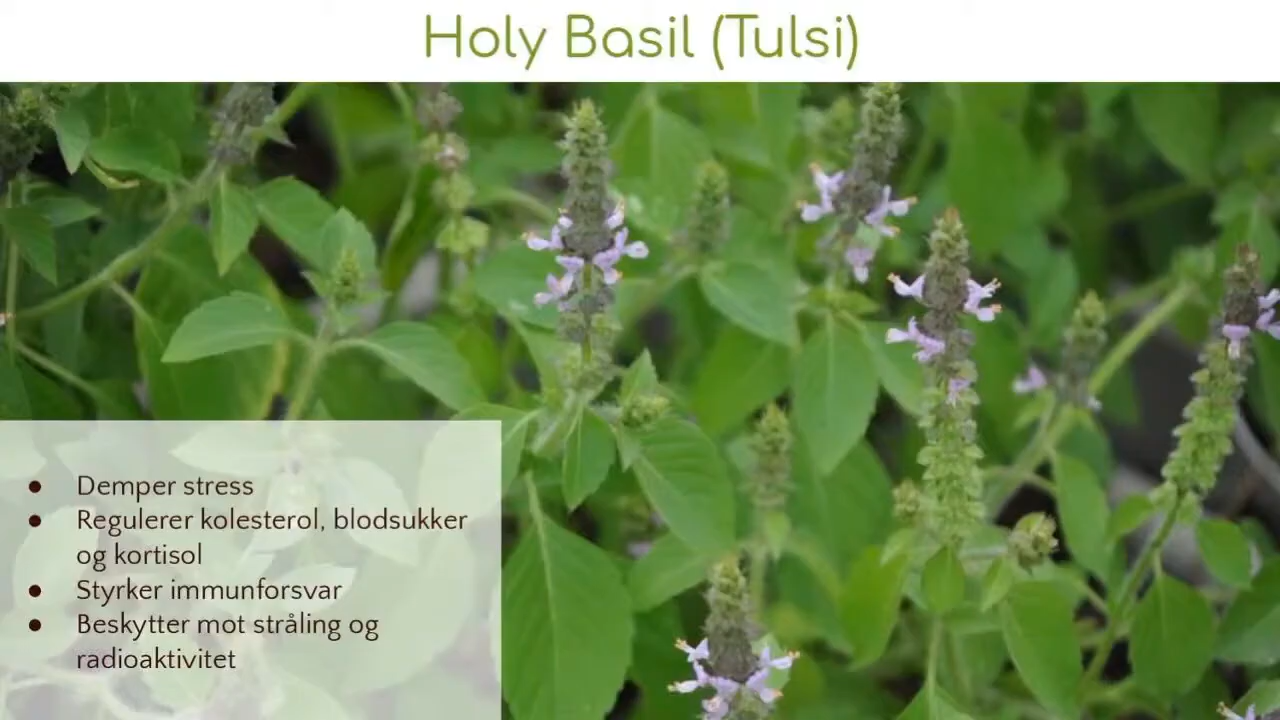 Holy Basil (Tulsi)
● Demper stress
● Regulerer kolesterol, blodsukker
og kortisol
● Styrker immunforsvar
● Beskytter mot stråling og
radioaktivitet